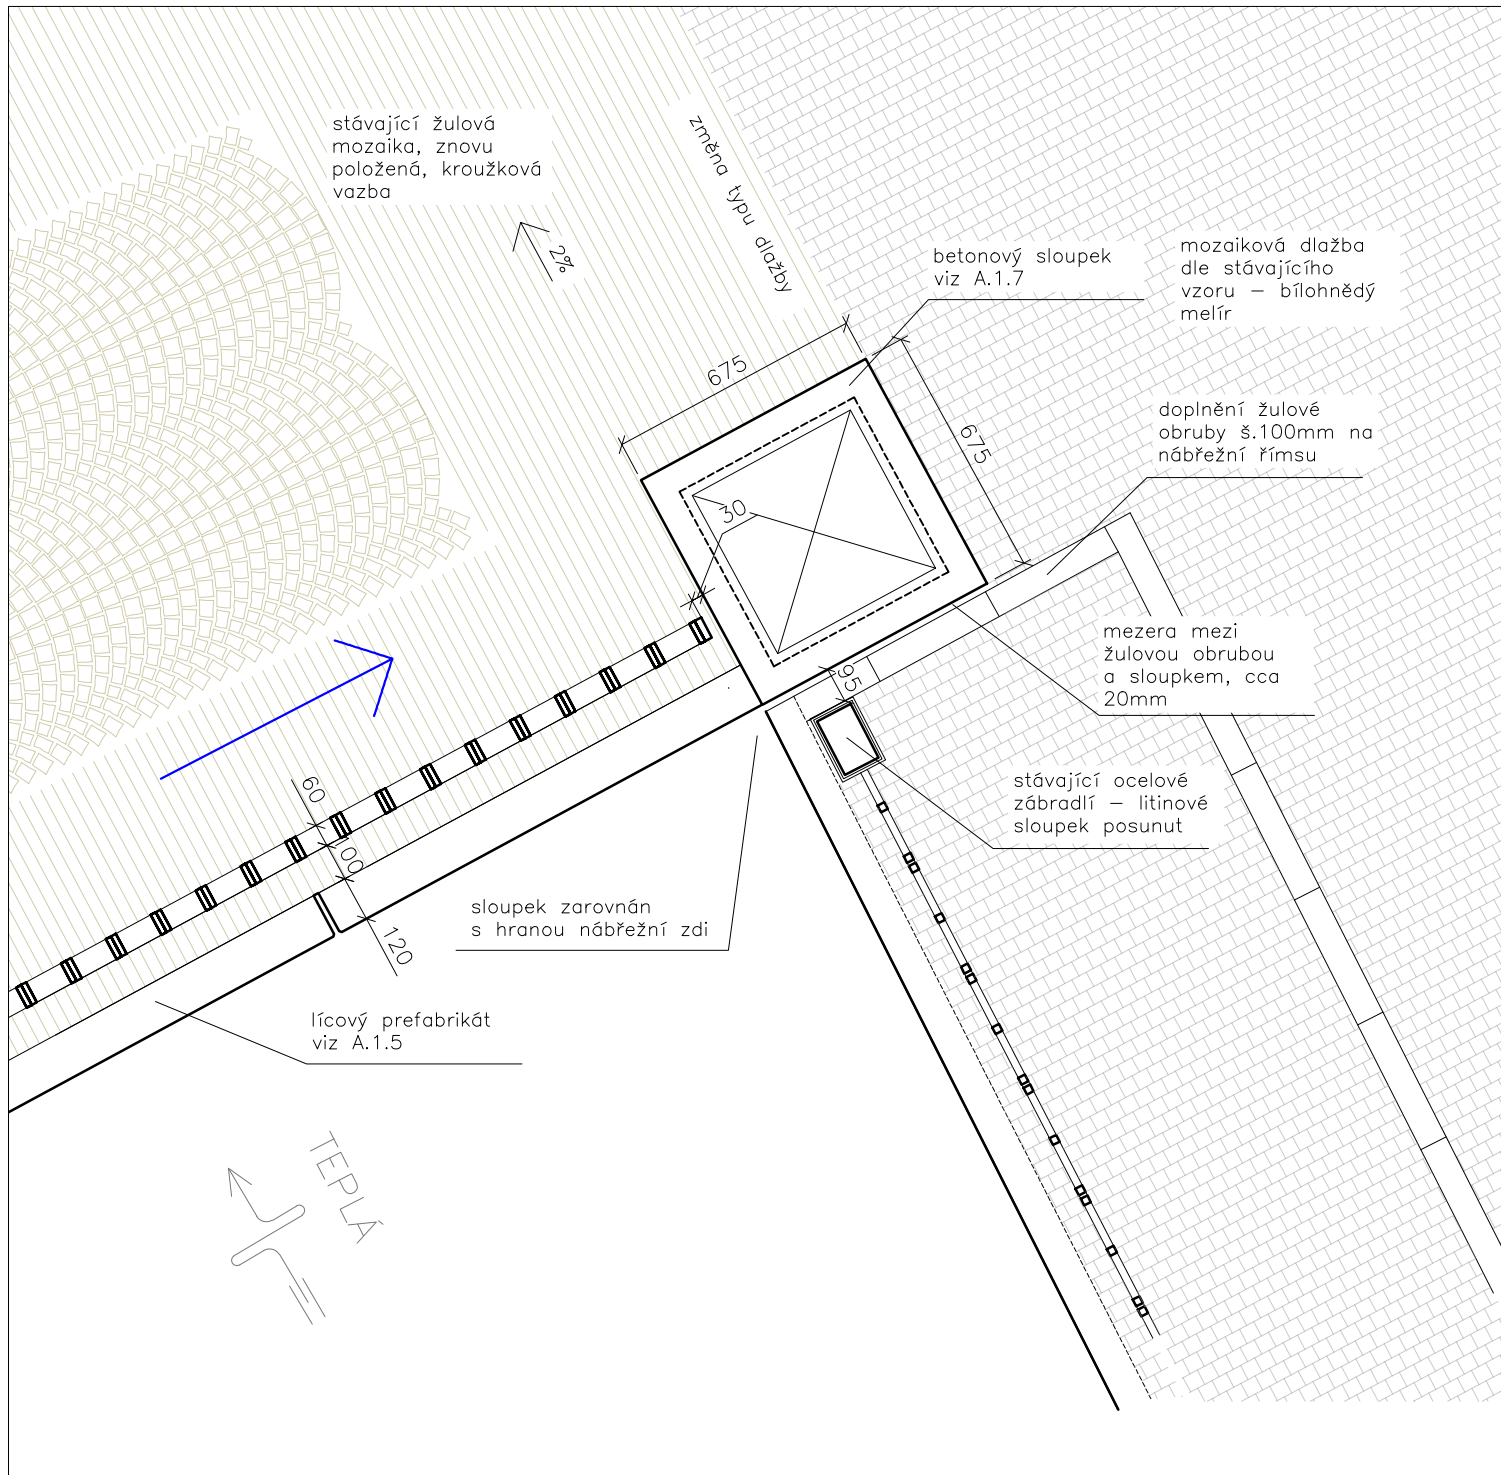 stávající žulová
mozaika, znovu
položená, kroužková
vazba
změna typu dlažby
2%
betonový sloupek
viz A.1.7
mozaiková dlažba
dle stávajícího
vzoru – bílohnědý
melír
675
675
doplnění žulové
obruby š.100mm na
nábřežní římsu
30
mezera mezi
žulovou obrubou
a sloupkem, cca
20mm
95
stávající ocelové
zábradlí – litinové
sloupek posunut
60
100
120
sloupek zarovnán
s hranou nábřežní zdi
lícový prefabrikát
viz A.1.5
TEPLÁ